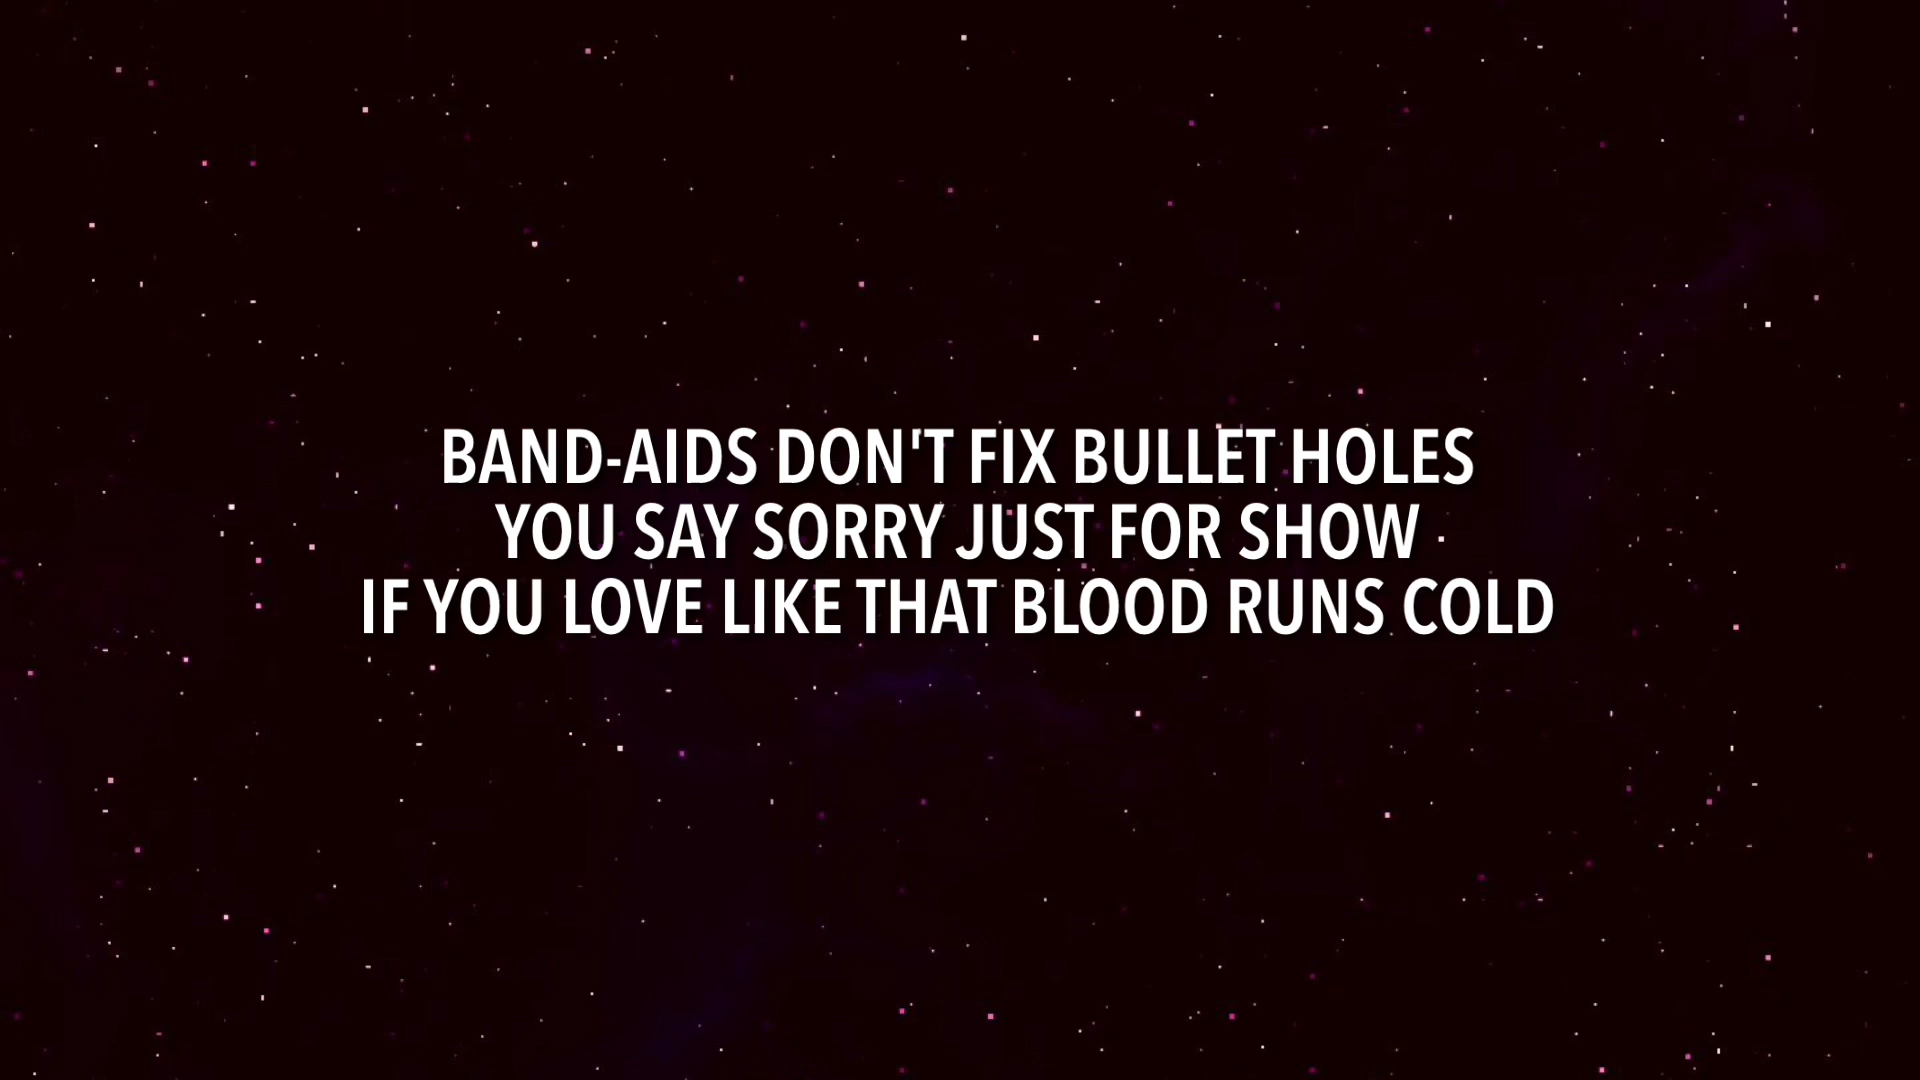 BAND-AIDS DON'T FIX BULLET HOLES
YOU SAY SORRY JUST FOR SHOW
IF YOU LOVE LIKE THAT BLOOD RUNS COLD